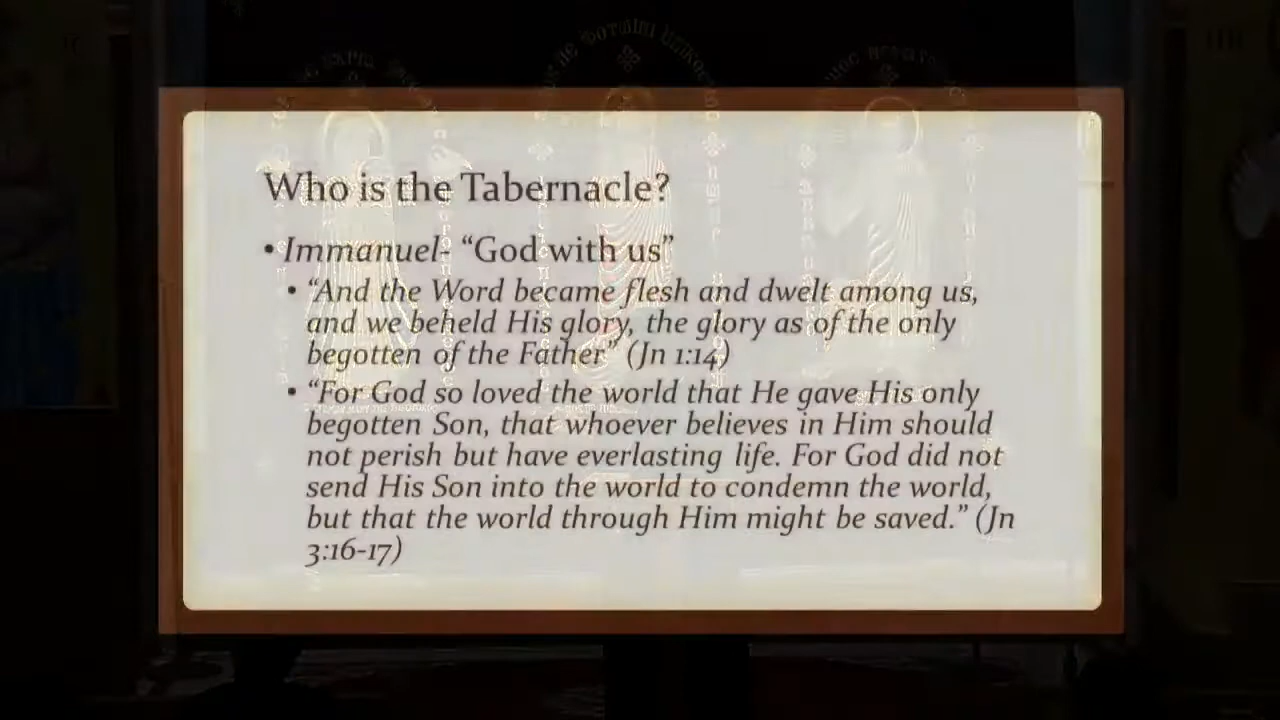 Who is the Tabernacle?
• Immanuel- “God with us”
• “And the Word became flesh and dwelt among us,
and we beheld His glory, the glory as of the only
begotten of the Father” (Jn 1:14)
• “For God so loved the world that He gave His only
begotten Son, that whoever believes in Him should
not perish but have everlasting life. For God did not
send His Son into the world to condemn the world,
but that the world through Him might be saved.” (Jn
3:16-17)